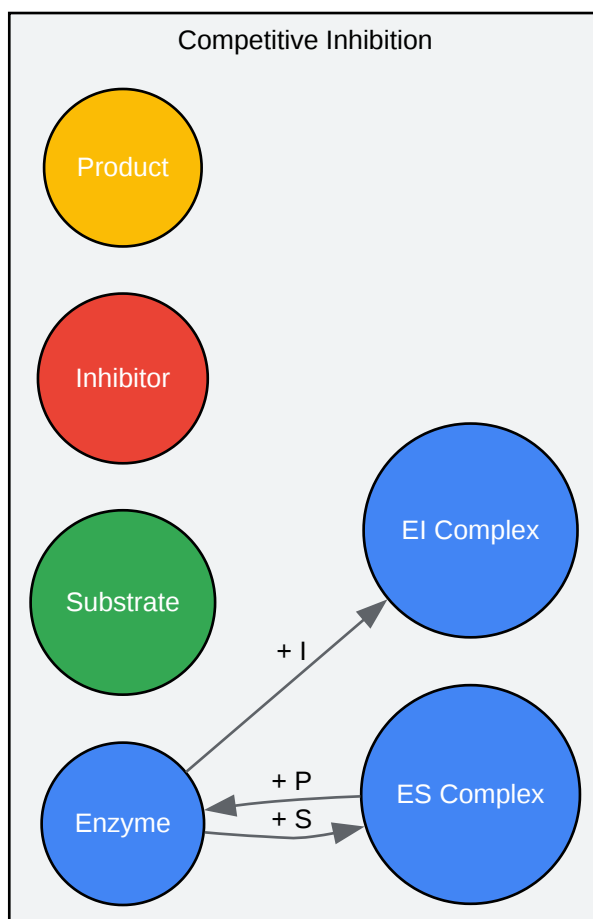 Competitive Inhibition
Product
Inhibitor
EI Complex
Substrate
+ I
+ P
ES Complex
+ S
Enzyme